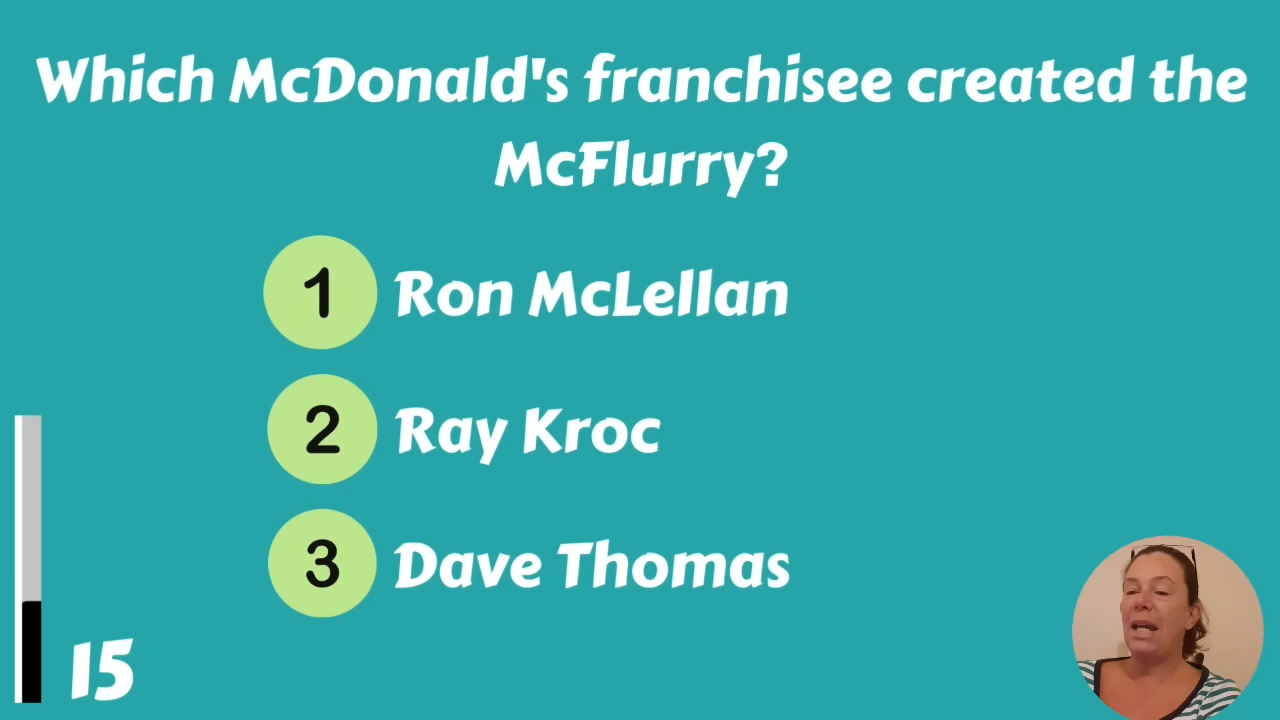 Which McDonald's franchisee created the
McFlurry?
1 Ron McLellan
2 Ray Kroc
3 Dave Thomas
15